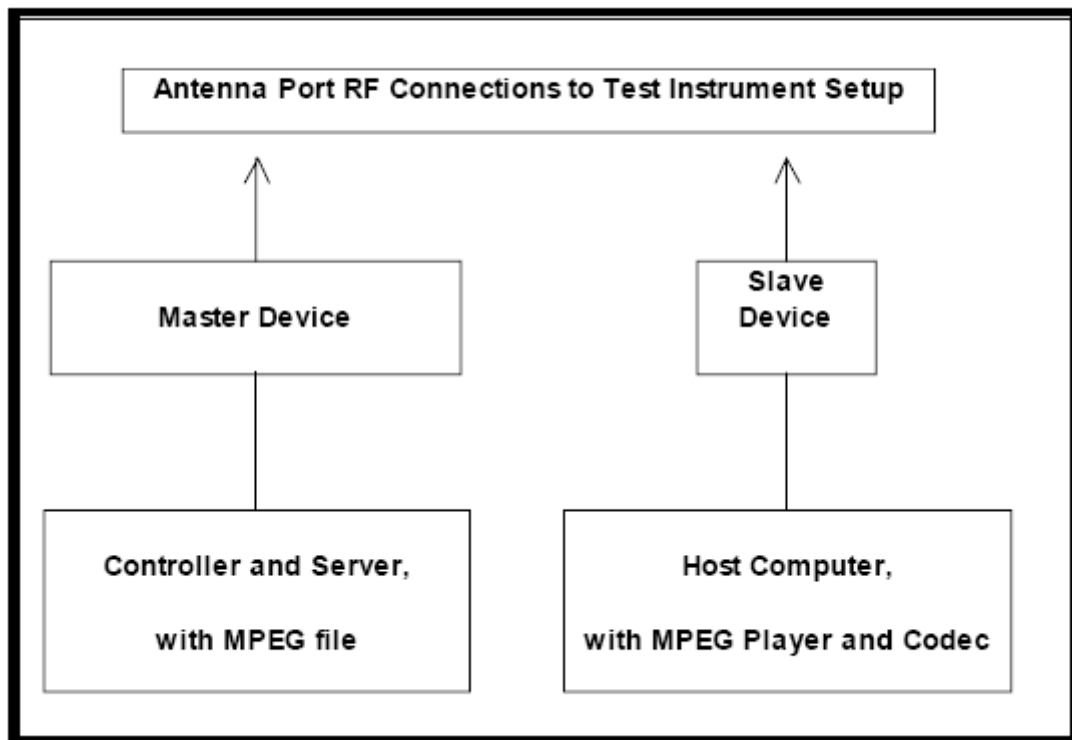 Antenna Port RF Connections to Test Instrument Setup
Master Device
Slave
Device
Controller and Server,
with MPEG file
Host Computer,
with MPEG Player and Codec